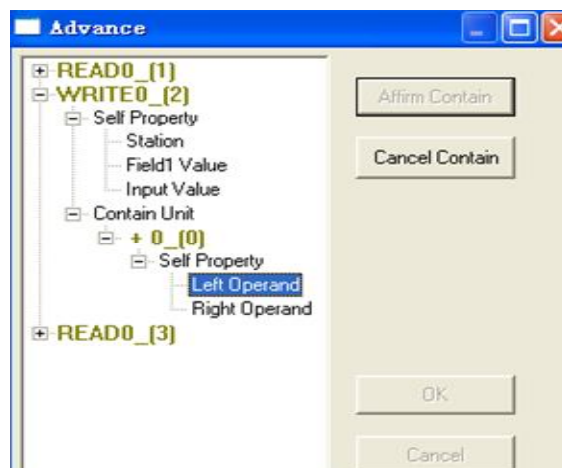 Advance
READ0_(1)
WRITE0_(2)
Self Property
Station
Field1 Value
Input Value
Contain Unit
+ 0_(0)
Self Property
Left Operand
Right Operand
READ0_(3)
Affirm Contain
Cancel Contain
OK
Cancel